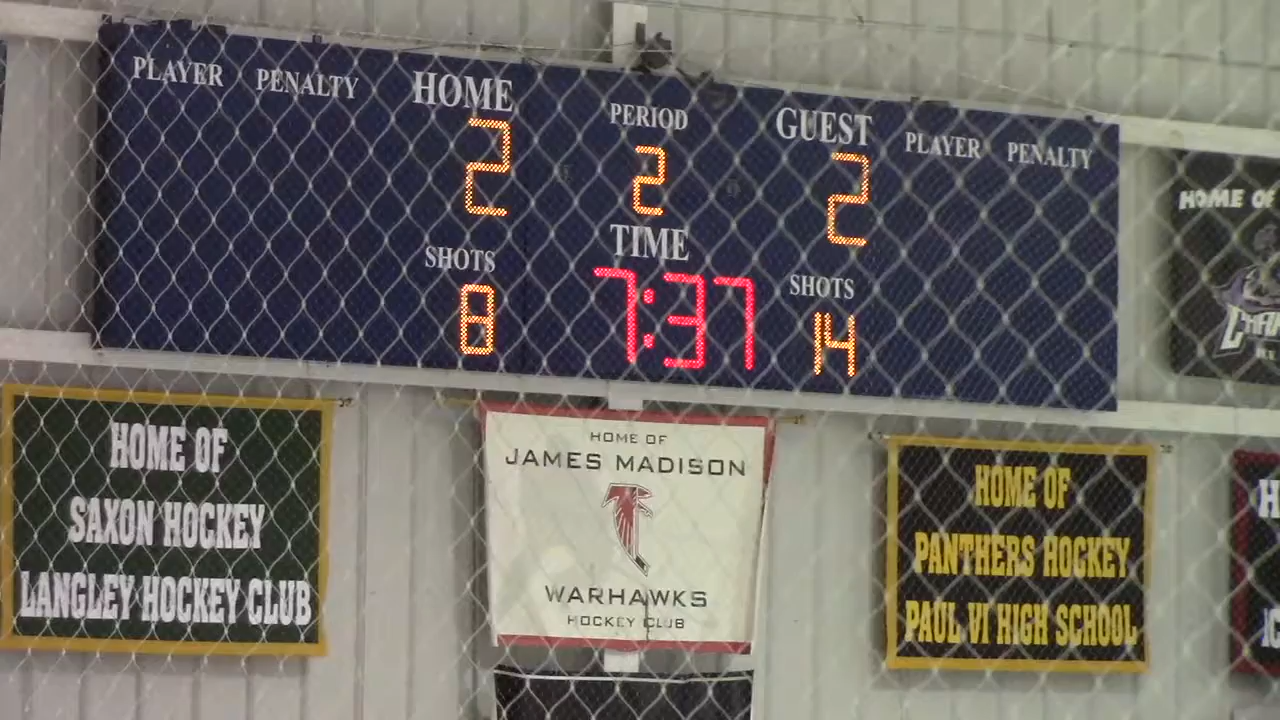 PLAYER PENALTY HOME PERIOD GUEST PLAYER PENALTY
2 2 2
TIME
SHOTS 7:37 SHOTS
8 14
HOME OF
HOME OF
SAXON HOCKEY
LANGLEY HOCKEY CLUB
HOME OF
JAMES MADISON
WARHAWKS
HOCKEY CLUB
HOME OF
PANTHERS HOCKEY
PAUL VI HIGH SCHOOL